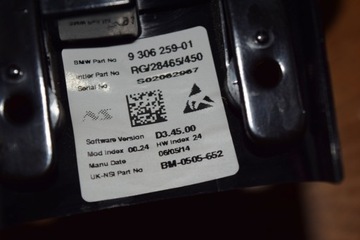 BMW Part No 9 306 259-01
Inter Part No RG/28465/450
Serial No S02062967
Software Version D3.45.00
Mod Index 00.24 HW Index 24
Manu Date 06/05/14
UK-NSI Part No BM-0505-652